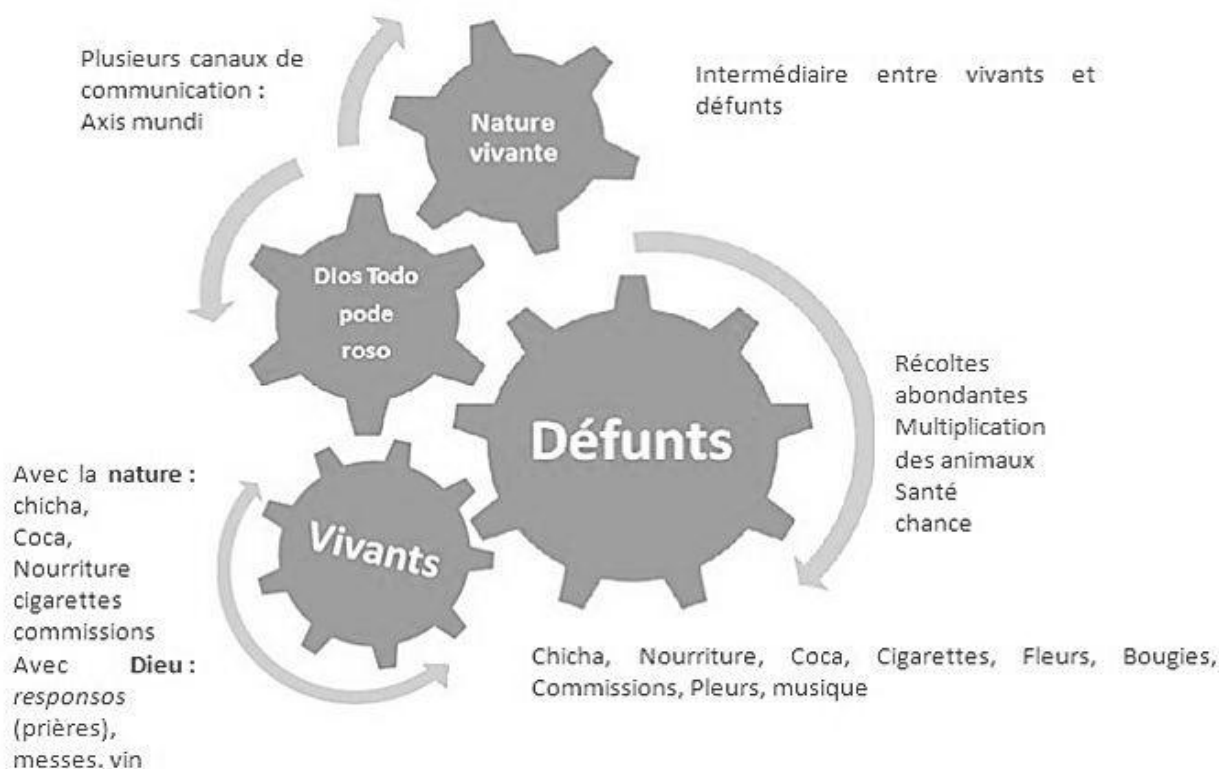 Plusieurs canaux de
communication :
Axis mundi
Nature
vivante
Intermédiaire entre vivants et
défunts
Dios Todo
pode
roso
Défunts
Récoltes
abondantes
Multiplication
des animaux
Santé
chance
Vivants
Avec la nature :
chicha,
Coca,
Nourriture
cigarettes
commissions
Avec Dieu :
responsos
(prières),
messes, vin
Chicha, Nourriture, Coca, Cigarettes, Fleurs, Bougies,
Commissions, Pleurs, musique